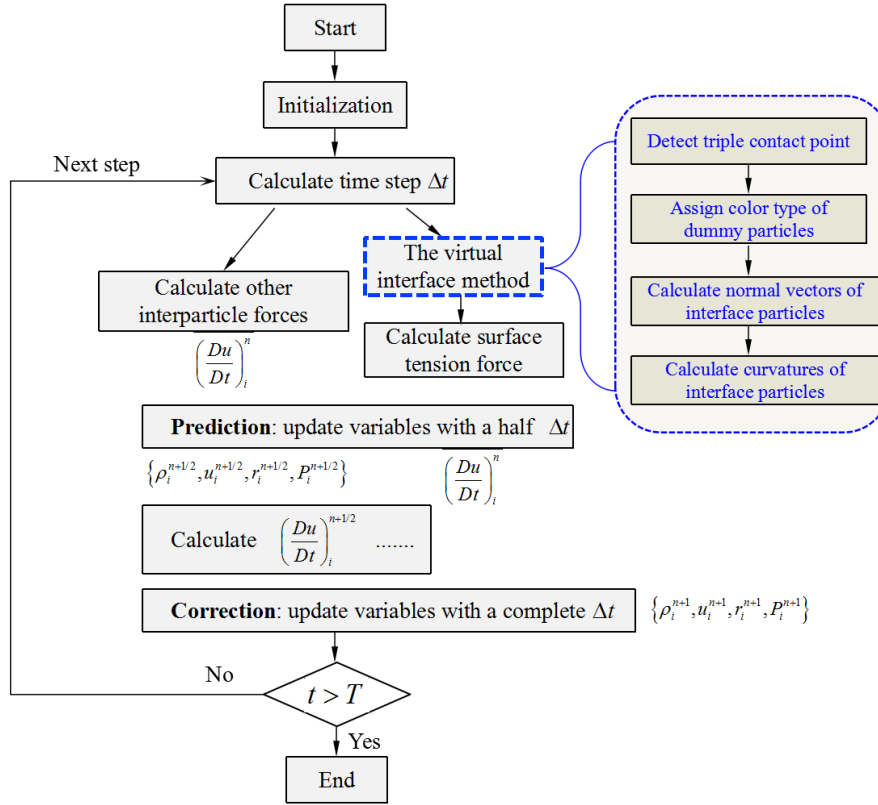 Start
Initialization
Next step
Calculate time step Δt
The virtual
interface method
Calculate other
interparticle forces
(Du/Dt)_i^n
Calculate surface
tension force
Detect triple contact point
Assign color type of
dummy particles
Calculate normal vectors of
interface particles
Calculate curvatures of
interface particles
Prediction: update variables with a half Δt
{ρ_i^{n+1/2}, u_i^{n+1/2}, r_i^{n+1/2}, P_i^{n+1/2}}
(Du/Dt)_i^n
Calculate (Du/Dt)_i^{n+1/2} .......
Correction: update variables with a complete Δt
{ρ_i^{n+1}, u_i^{n+1}, r_i^{n+1}, P_i^{n+1}}
No
t > T
Yes
End